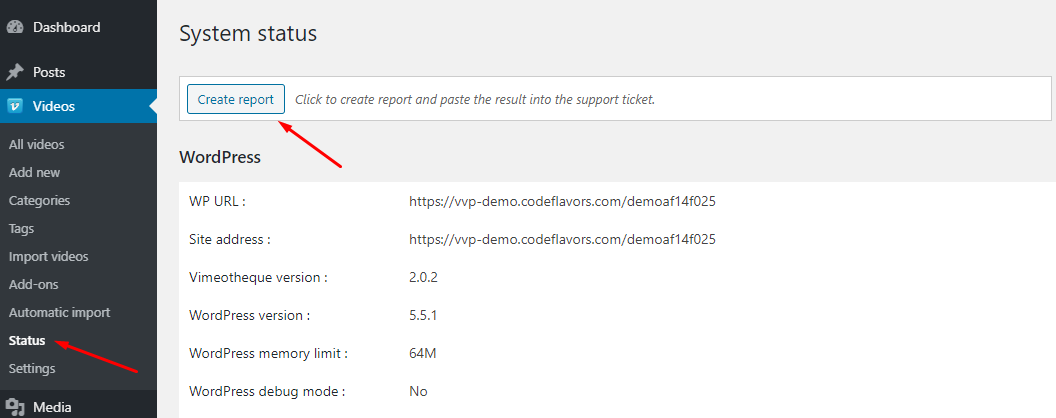 Dashboard
Posts
Videos
All videos
Add new
Categories
Tags
Import videos
Add-ons
Automatic import
Status
Settings
Media
System status
Create report Click to create report and paste the result into the support ticket.
WordPress
WP URL : https://vvp-demo.codeflavors.com/demoaf14f025
Site address : https://vvp-demo.codeflavors.com/demoaf14f025
Vimeotheque version : 2.0.2
WordPress version : 5.5.1
WordPress memory limit : 64M
WordPress debug mode : No